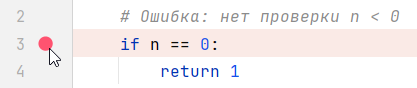 2 # Ошибка: нет проверки n < 0
3 if n == 0:
4 return 1